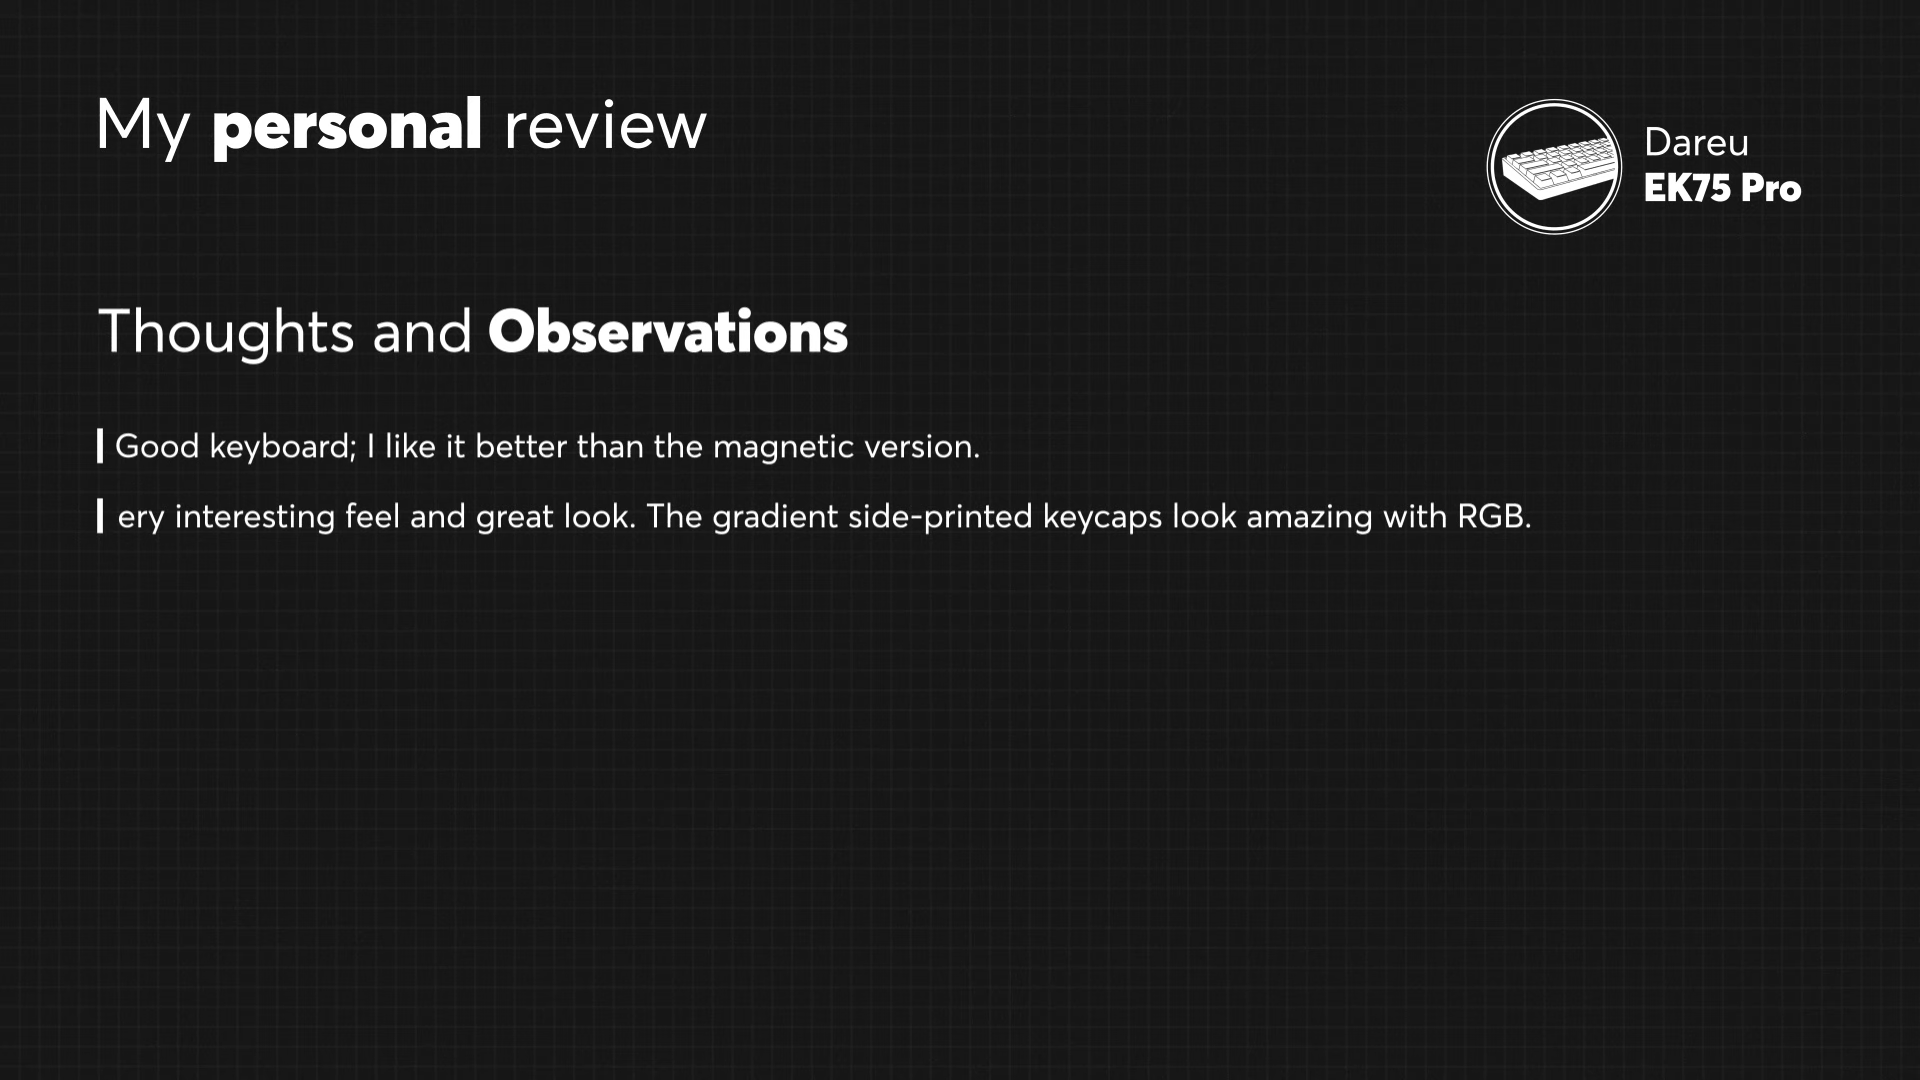 My personal review
Dareu
EK75 Pro
Thoughts and Observations
Good keyboard; I like it better than the magnetic version.
ery interesting feel and great look. The gradient side-printed keycaps look amazing with RGB.